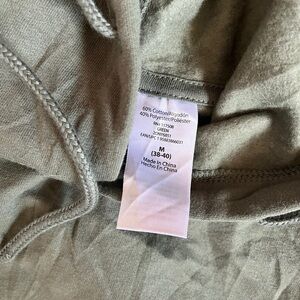 60% Cotton/Algodón
40% Polyester/Poliéster
GREEN
M
(38-40)
Made in China
Hecho En China